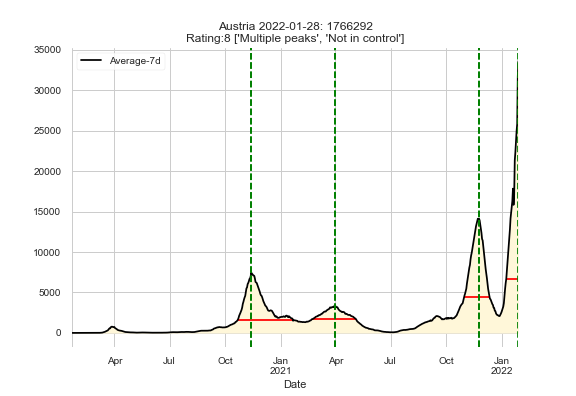 Austria 2022-01-28: 1766292
Rating:8 ['Multiple peaks', 'Not in control']
Average-7d
35000
30000
25000
20000
15000
10000
5000
0
Apr Jul Oct Jan Apr Jul Oct Jan
2021 2022
Date